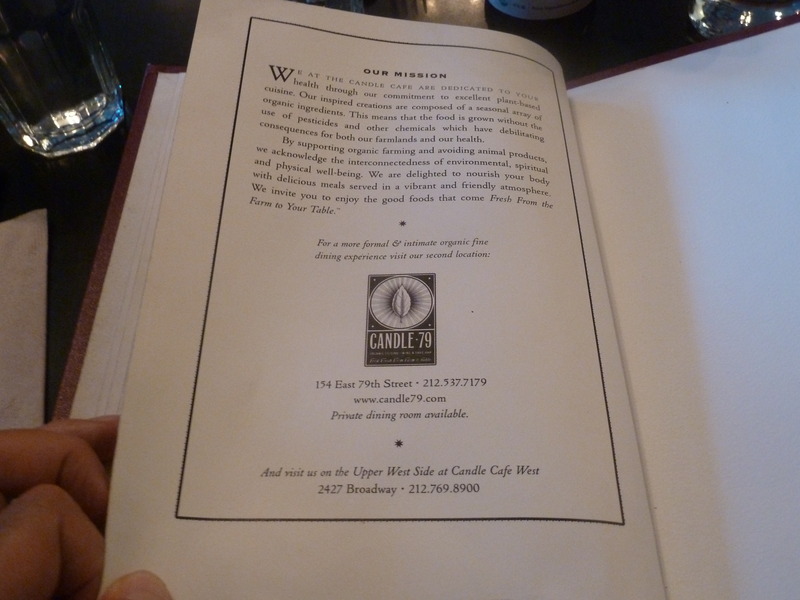 OUR MISSION
WE AT THE CANDLE CAFE ARE DEDICATED TO YOUR
health through our commitment to excellent plant-based
cuisine. Our inspired creations are composed of a seasonal array of
organic ingredients. This means that the food is grown without the
use of pesticides and other chemicals which have debilitating
consequences for both our farmlands and our health.
By supporting organic farming and avoiding animal products,
we acknowledge the interconnectedness of environmental, spiritual
and physical well-being. We are delighted to nourish your body
with delicious meals served in a vibrant and friendly atmosphere.
We invite you to enjoy the good foods that come Fresh From the
Farm to Your Table.™
For a more formal & intimate organic fine
dining experience visit our second location:
CANDLE·79
154 East 79th Street • 212.537.7179
www.candle79.com
Private dining room available.
And visit us on the Upper West Side at Candle Cafe West
2427 Broadway • 212.769.8900